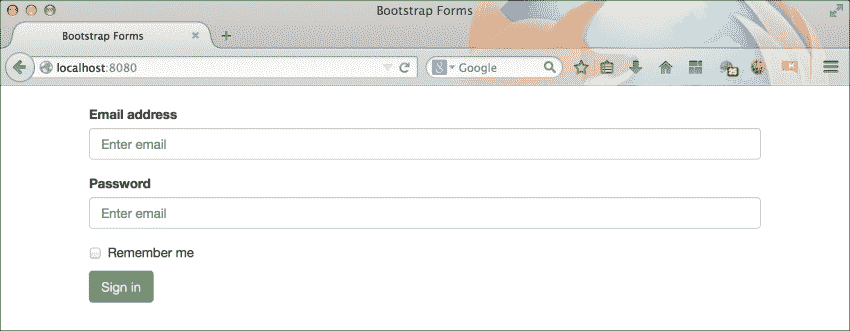 Bootstrap Forms
Bootstrap Forms
localhost:8080
Google
Email address
Enter email
Password
Enter email
Remember me
Sign in